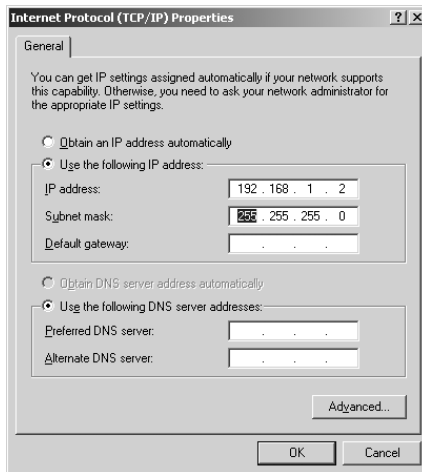 Internet Protocol (TCP/IP) Properties
General
You can get IP settings assigned automatically if your network supports
this capability. Otherwise, you need to ask your network administrator for
the appropriate IP settings.
Obtain an IP address automatically
Use the following IP address:
IP address: 192 . 168 . 1 . 2
Subnet mask: 255 . 255 . 255 . 0
Default gateway: . . .
Obtain DNS server address automatically
Use the following DNS server addresses:
Preferred DNS server: . . .
Alternate DNS server: . . .
Advanced...
OK Cancel